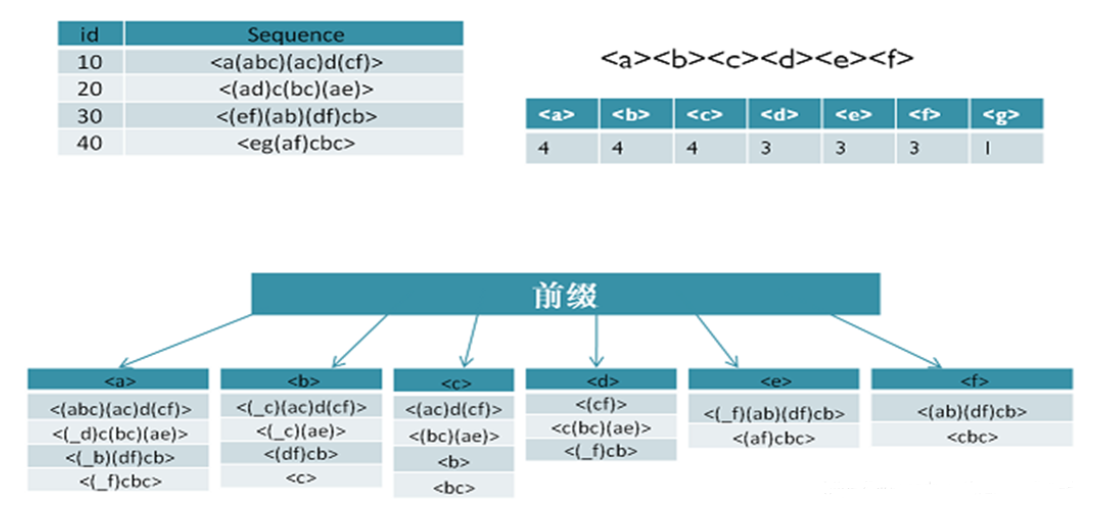 id Sequence
10 <a(abc)(ac)d(cf)>
20 <(ad)c(bc)(ae)>
30 <(ef)(ab)(df)cb>
40 <eg(af)cbc>
<a><b><c><d><e><f>
<a> <b> <c> <d> <e> <f> <g>
4 4 4 3 3 3 1
前缀
<a> <b> <c> <d> <e> <f>
<(abc)(ac)d(cf)> <(_c)(ac)d(cf)> <(ac)d(cf)> <(cf)> <(_f)(ab)(df)cb> <(ab)(df)cb>
<(_d)c(bc)(ae)> <(_c)(ae)> <(bc)(ae)> <c(bc)(ae)> <(af)cbc> <cbc>
<(_b)(df)cb> <(df)cb> <b> <(_f)cb>
<(_f)cbc> <c> <bc>